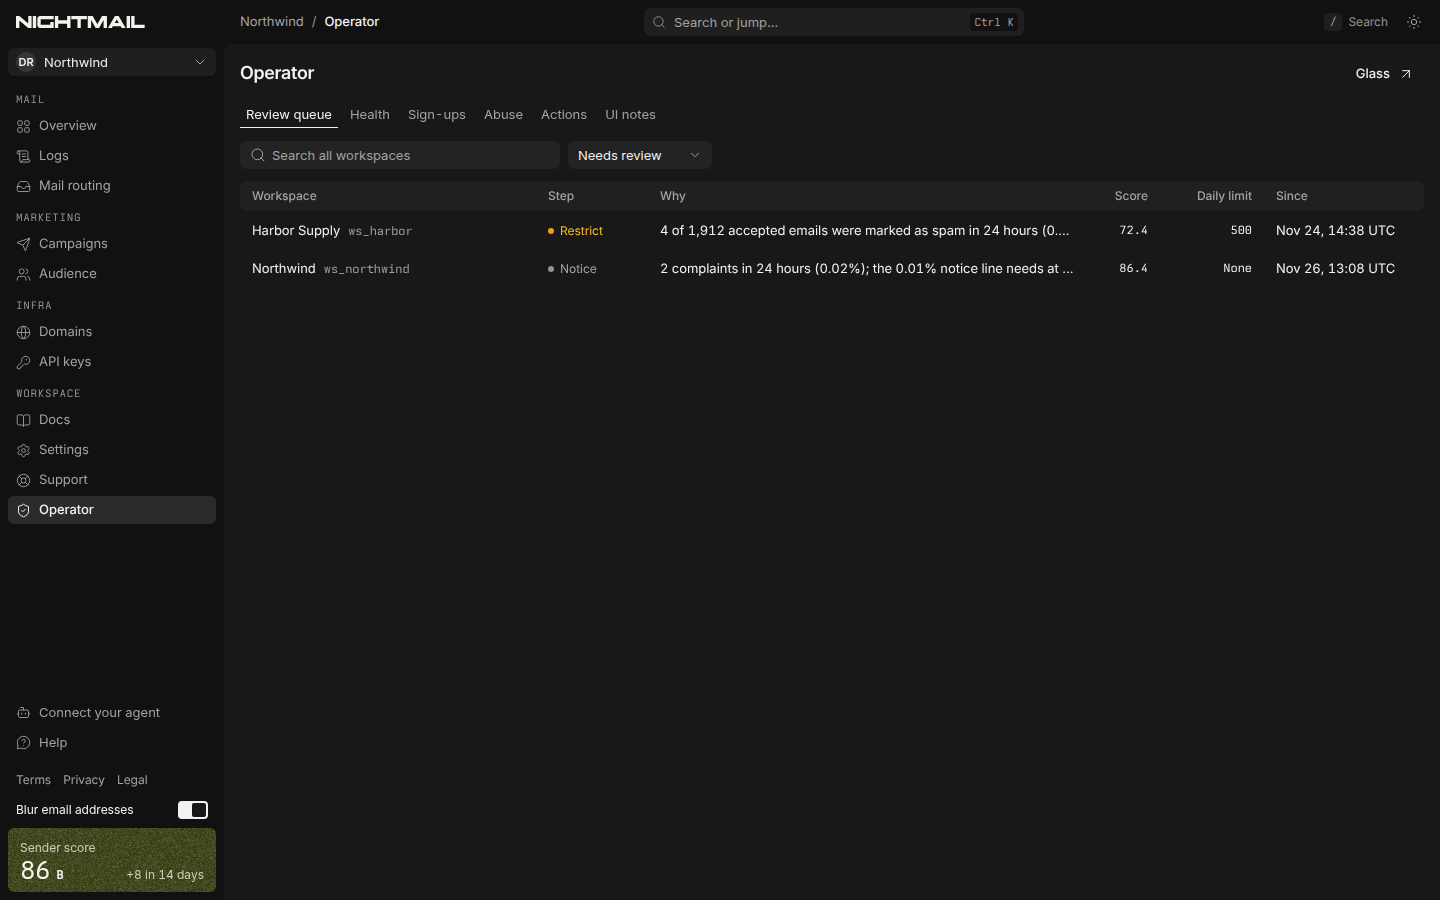 NIGHTMAIL
Northwind / Operator
Search or jump... Ctrl K
/ Search
DR Northwind
MAIL
Overview
Logs
Mail routing
MARKETING
Campaigns
Audience
INFRA
Domains
API keys
WORKSPACE
Docs
Settings
Support
Operator
Connect your agent
Help
Terms Privacy Legal
Blur email addresses
Sender score
86 B +8 in 14 days
Operator
Glass
Review queue Health Sign-ups Abuse Actions UI notes
Search all workspaces Needs review
Workspace Step Why Score Daily limit Since
Harbor Supply ws_harbor Restrict 4 of 1,912 accepted emails were marked as spam in 24 hours (0.... 72.4 500 Nov 24, 14:38 UTC
Northwind ws_northwind Notice 2 complaints in 24 hours (0.02%); the 0.01% notice line needs at ... 86.4 None Nov 26, 13:08 UTC